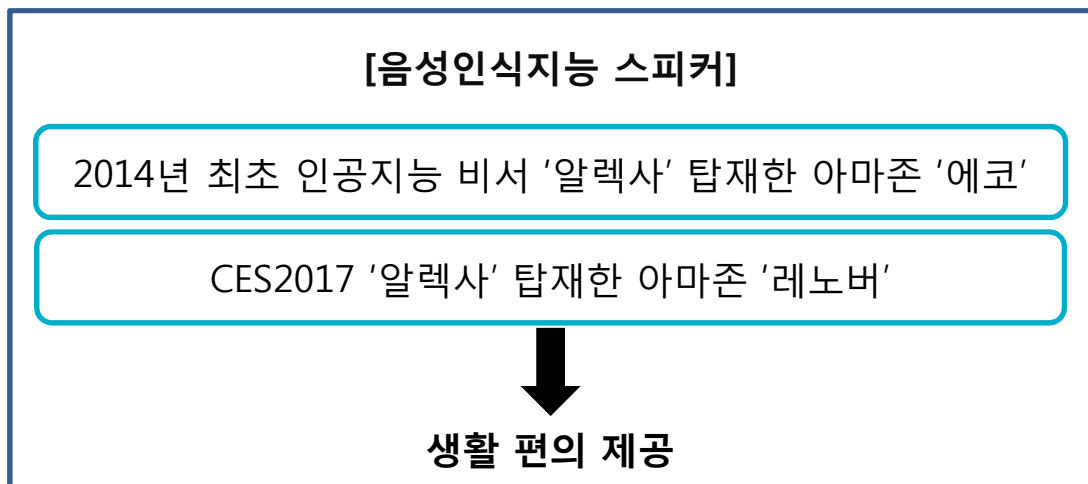 [음성인식지능 스피커]
2014년 최초 인공지능 비서 ‘알렉사’ 탑재한 아마존 ‘에코’
CES2017 ‘알렉사’ 탑재한 아마존 ‘레노버’
생활 편의 제공